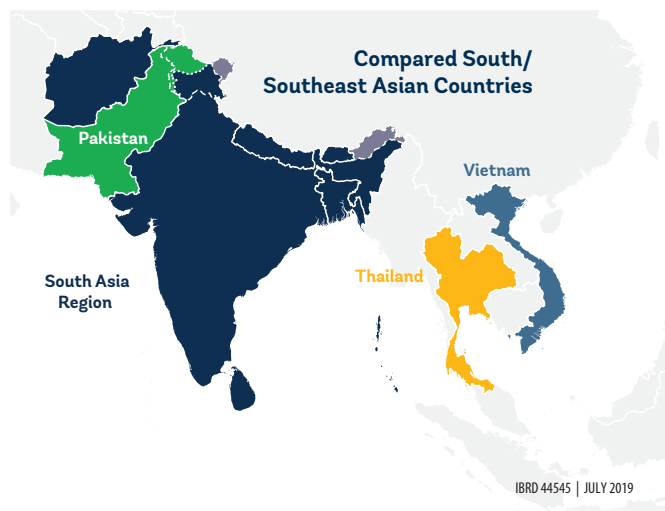 Compared South/
Southeast Asian Countries
Pakistan
Vietnam
Thailand
South Asia
Region
IBRD 44545 | JULY 2019